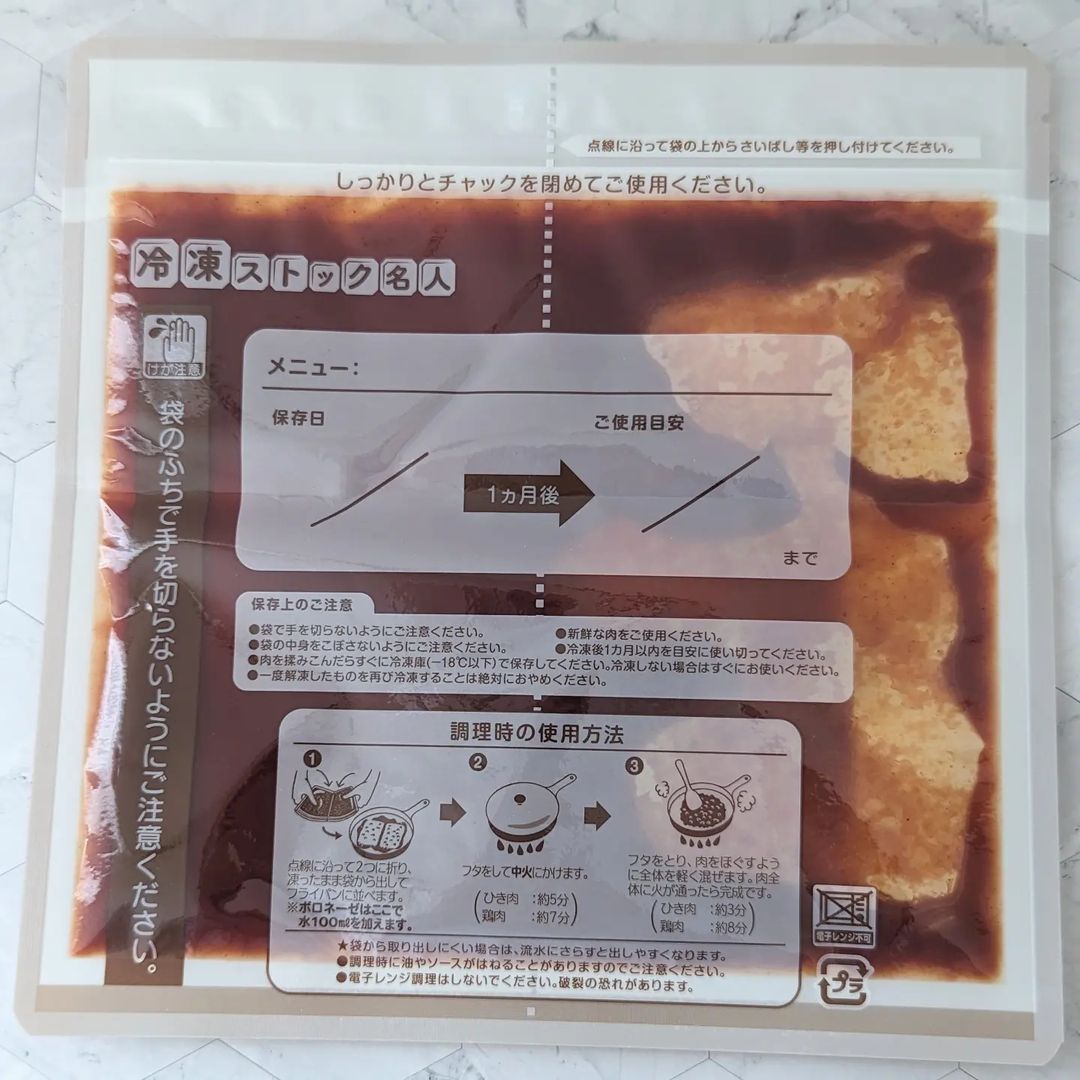 点線に沿って袋の上からさいばし等を押し付けてください。
しっかりとチャックを閉めてご使用ください。
冷凍ストック名人
けが注意
袋のふちで手を切らないようにご注意ください。
メニュー:
保存日
ご使用目安
1ヵ月後
まで
保存上のご注意
●袋で手を切らないようにご注意ください。
●袋の中身をこぼさないようにご注意ください。
●肉を揉みこんだらすぐに冷凍庫(−18℃以下)で保存してください。冷凍しない場合はすぐにお使いください。
●一度解凍したものを再び冷凍することは絶対におやめください。
●新鮮な肉をご使用ください。
●冷凍後1カ月以内を目安に使い切ってください。
調理時の使用方法
1
点線に沿って2つに折り、
凍ったまま袋から出して
フライパンに並べます。
※ボロネーゼはここで
水100mlを加えます。
2
フタをして中火にかけます。
(ひき肉 :約5分)
(鶏肉 :約7分)
3
フタをとり、肉をほぐすよう
に全体を軽く混ぜます。肉全
体に火が通ったら完成です。
(ひき肉 :約3分)
(鶏肉 :約8分)
★袋から取り出しにくい場合は、流水にさらすと出しやすくなります。
●調理時に油やソースがはねることがありますのでご注意ください。
●電子レンジ調理はしないでください。破裂の恐れがあります。
電子レンジ不可
プラ